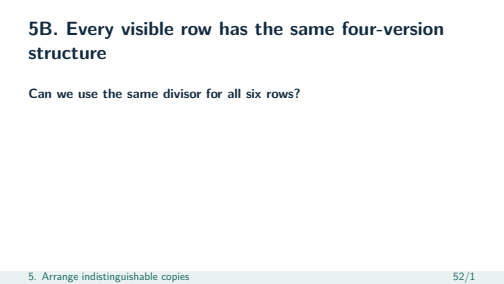 5B. Every visible row has the same four-version
structure
Can we use the same divisor for all six rows?
5. Arrange indistinguishable copies 52/1